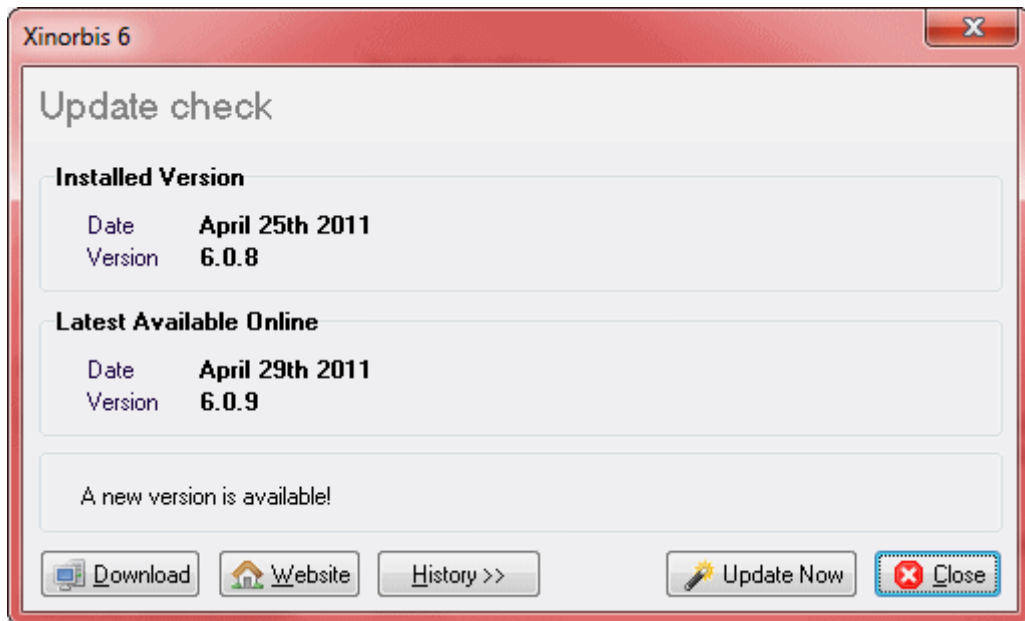 Xinorbis 6
Update check
Installed Version
Date April 25th 2011
Version 6.0.8
Latest Available Online
Date April 29th 2011
Version 6.0.9
A new version is available!
Download Website History >> Update Now Close